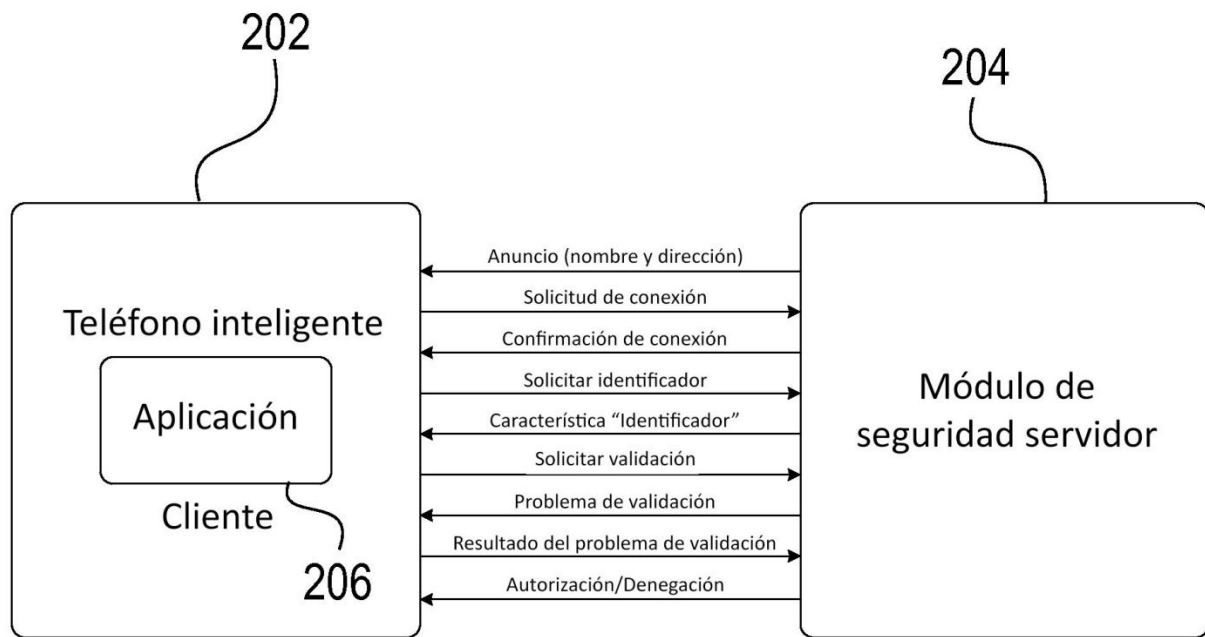 202
204
Anuncio (nombre y dirección)
Solicitud de conexión
Confirmación de conexión
Solicitar identificador
Característica “Identificador”
Solicitar validación
Problema de validación
Resultado del problema de validación
Autorización/Denegación
Teléfono inteligente
Aplicación
Cliente
206
Módulo de
seguridad servidor